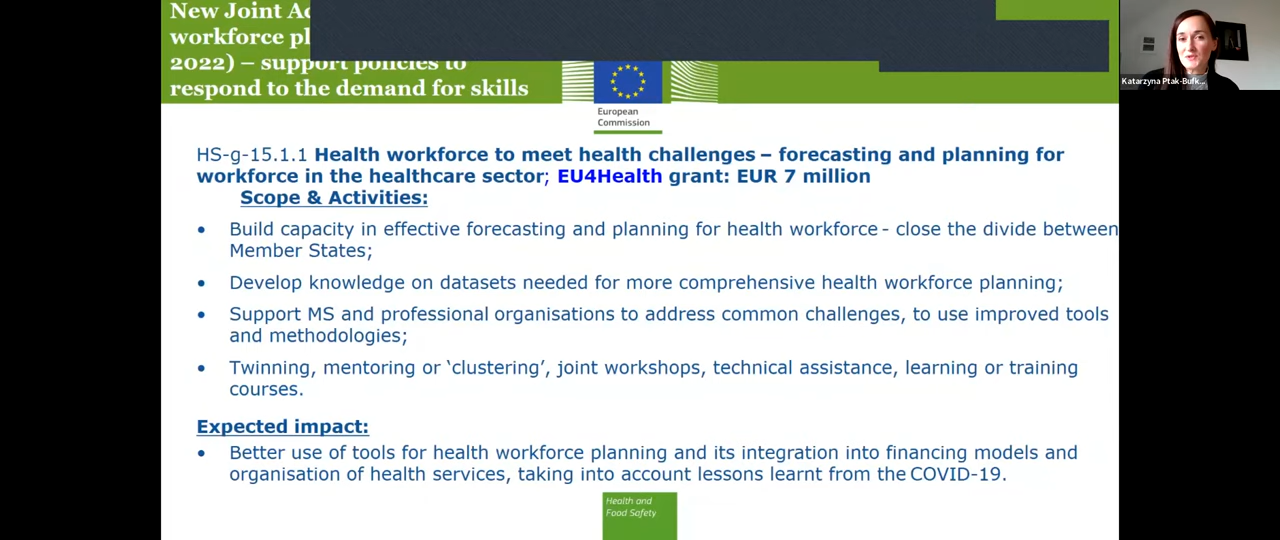 New Joint Ac
workforce pl
2022) – support policies to
respond to the demand for skills
Katarzyna Ptak-Bufk...
European
Commission
HS-g-15.1.1 Health workforce to meet health challenges – forecasting and planning for
workforce in the healthcare sector; EU4Health grant: EUR 7 million
Scope & Activities:
• Build capacity in effective forecasting and planning for health workforce - close the divide between
Member States;
• Develop knowledge on datasets needed for more comprehensive health workforce planning;
• Support MS and professional organisations to address common challenges, to use improved tools
and methodologies;
• Twinning, mentoring or ‘clustering’, joint workshops, technical assistance, learning or training
courses.
Expected impact:
• Better use of tools for health workforce planning and its integration into financing models and
organisation of health services, taking into account lessons learnt from the COVID-19.
Health and
Food Safety